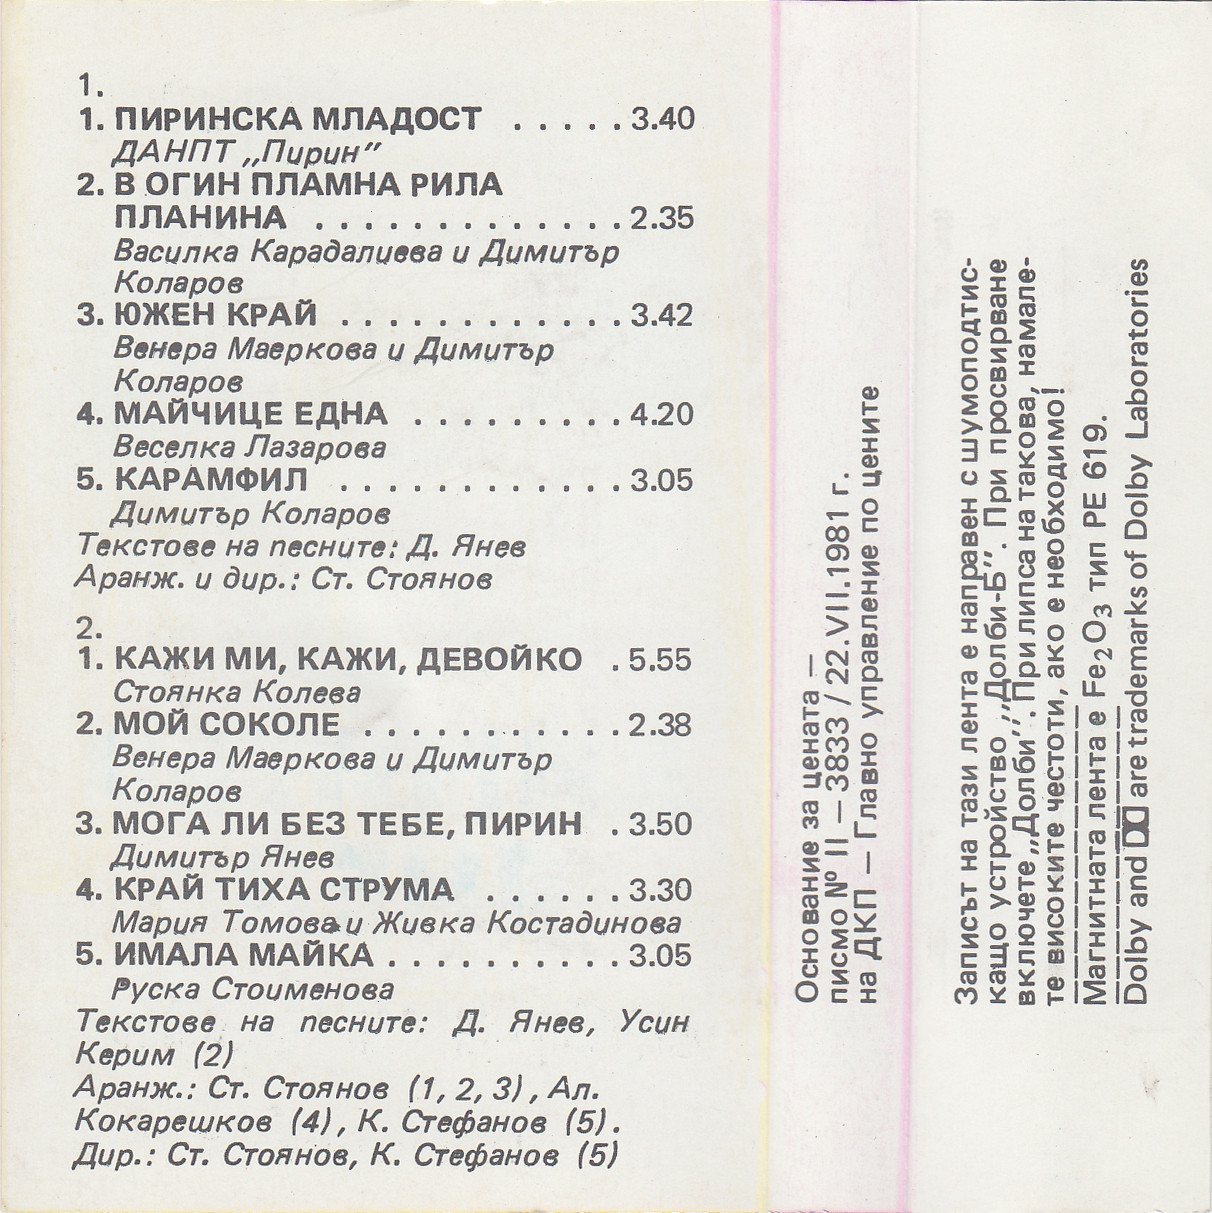 1.
1. ПИРИНСКА МЛАДОСТ . . . . . 3.40
ДАНПТ „Пирин”
2. В ОГИН ПЛАМНА РИЛА
ПЛАНИНА . . . . . . . . . . . . . 2.35
Василка Карадалиева и Димитър
Коларов
3. ЮЖЕН КРАЙ . . . . . . . . . . . . 3.42
Венера Маеркова и Димитър
Коларов
4. МАЙЧИЦЕ ЕДНА . . . . . . . . . 4.20
Веселка Лазарова
5. КАРАМФИЛ . . . . . . . . . . . . 3.05
Димитър Коларов
Текстове на песните: Д. Янев
Аранж. и дир.: Ст. Стоянов
2.
1. КАЖИ МИ, КАЖИ, ДЕВОЙКО . 5.55
Стоянка Колева
2. МОЙ СОКОЛЕ . . . . . . . . . . . 2.38
Венера Маеркова и Димитър
Коларов
3. МОГА ЛИ БЕЗ ТЕБЕ, ПИРИН . 3.50
Димитър Янев
4. КРАЙ ТИХА СТРУМА . . . . . . 3.30
Мария Томова и Живка Костадинова
5. ИМАЛА МАЙКА . . . . . . . . . . 3.05
Руска Стоименова
Текстове на песните: Д. Янев, Усин
Керим (2)
Аранж.: Ст. Стоянов (1, 2, 3), Ал.
Кокарешков (4), К. Стефанов (5).
Дир.: Ст. Стоянов, К. Стефанов (5)
Основание за цената —
писмо № II — 3833 / 22.VII.1981 г.
на ДКП — Главно управление по цените
Записът на тази лента е направен с шумоподтис-
кащо устройство „Долби-Б”. При просвирване
включете „Долби”. При липса на такова, намале-
те високите честоти, ако е необходимо!
Магнитната лента е Fe2O3 тип PE 619.
Dolby and are trademarks of Dolby Laboratories